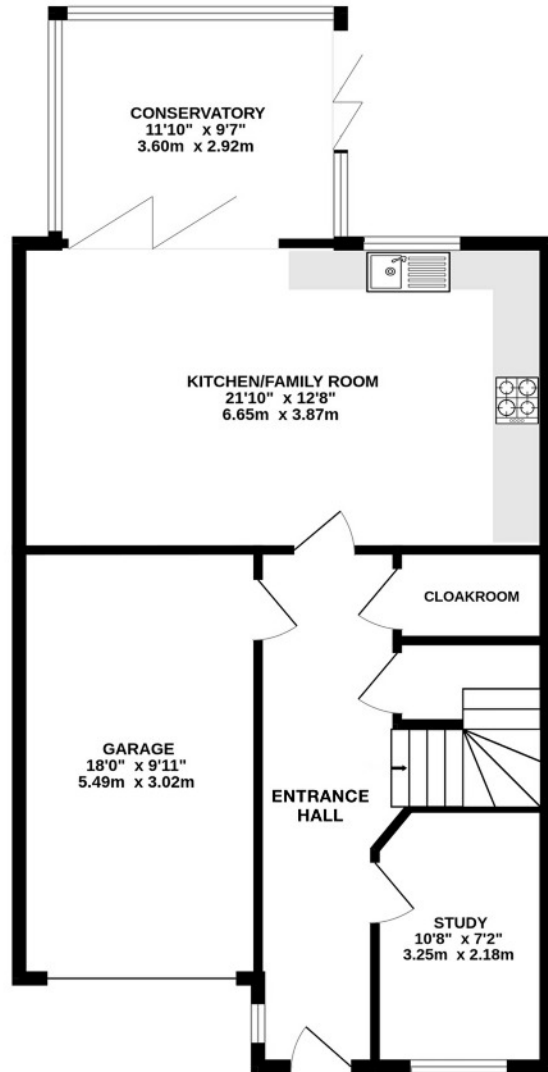 CONSERVATORY
11'10" x 9'7"
3.60m x 2.92m
KITCHEN/FAMILY ROOM
21'10" x 12'8"
6.65m x 3.87m
CLOAKROOM
GARAGE
18'0" x 9'11"
5.49m x 3.02m
ENTRANCE
HALL
STUDY
10'8" x 7'2"
3.25m x 2.18m